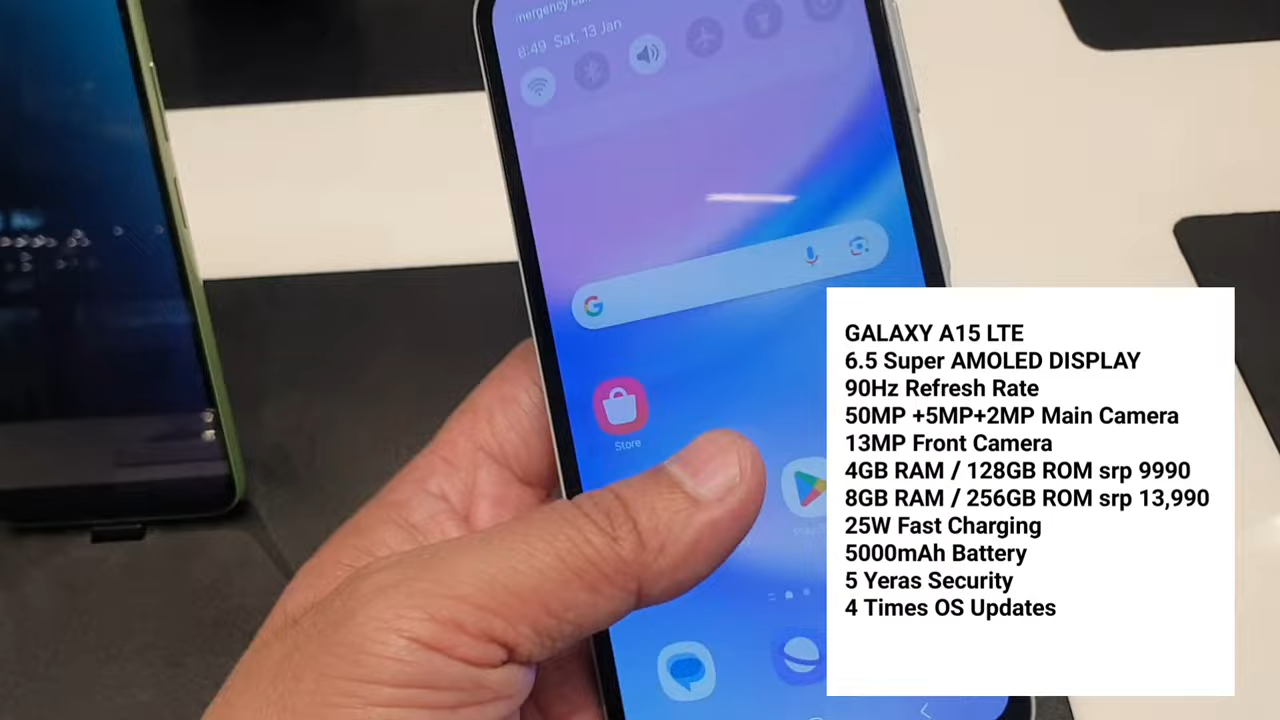 mergency
8:49 Sat, 13 Jan
G
Store
GALAXY A15 LTE
6.5 Super AMOLED DISPLAY
90Hz Refresh Rate
50MP +5MP+2MP Main Camera
13MP Front Camera
4GB RAM / 128GB ROM srp 9990
8GB RAM / 256GB ROM srp 13,990
25W Fast Charging
5000mAh Battery
5 Yeras Security
4 Times OS Updates